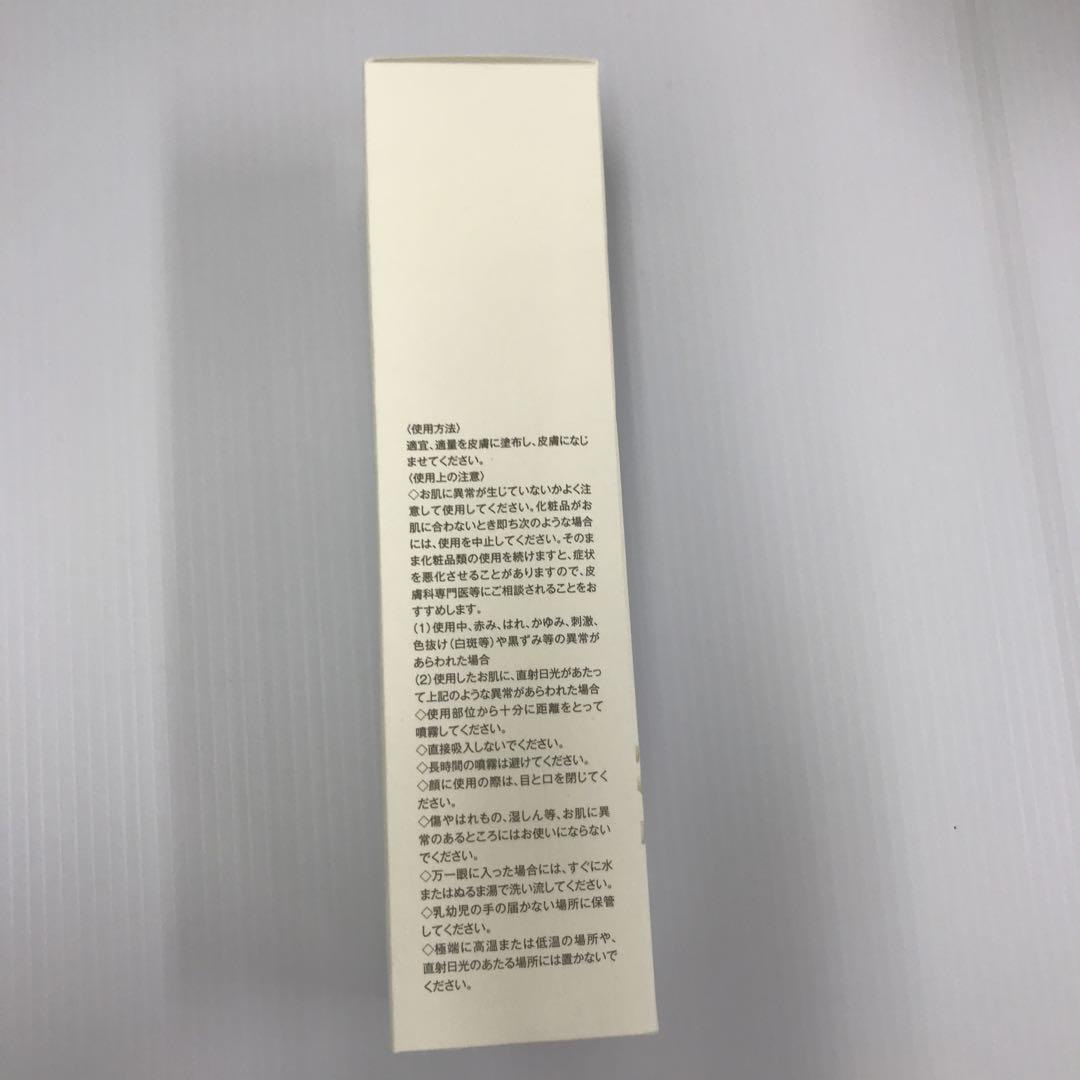 〈使用方法〉
適宜、適量を皮膚に塗布し、皮膚になじ
ませてください。
〈使用上の注意〉
◇お肌に異常が生じていないかよく注
意して使用してください。化粧品がお
肌に合わないとき即ち次のような場合
には、使用を中止してください。そのま
ま化粧品類の使用を続けますと、症状
を悪化させることがありますので、皮
膚科専門医等にご相談されることをお
すすめします。
(1)使用中、赤み、はれ、かゆみ、刺激、
色抜け(白斑等)や黒ずみ等の異常が
あらわれた場合
(2)使用したお肌に、直射日光があたっ
て上記のような異常があらわれた場合
◇使用部位から十分に距離をとって
噴霧してください。
◇直接吸入しないでください。
◇長時間の噴霧は避けてください。
◇顔に使用の際は、目と口を閉じてく
ださい。
◇傷やはれもの、湿しん等、お肌に異
常のあるところにはお使いにならない
でください。
◇万一眼に入った場合には、すぐに水
またはぬるま湯で洗い流してください。
◇乳幼児の手の届かない場所に保管
してください。
◇極端に高温または低温の場所や、
直射日光のあたる場所には置かないで
ください。